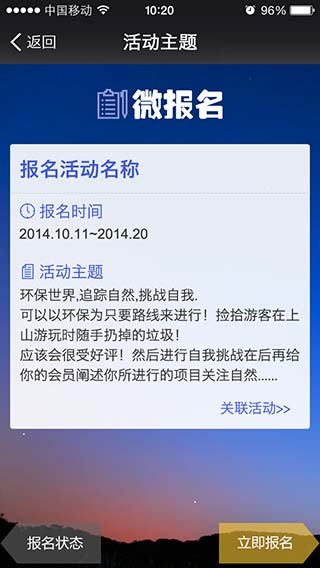 中国移动 10:20 96%
返回 活动主题
微报名
报名活动名称
报名时间
2014.10.11~2014.20
活动主题
环保世界,追踪自然,挑战自我.
可以以环保为只要路线来进行！捡拾游客在上
山游玩时随手扔掉的垃圾！
应该会很受好评！然后进行自我挑战在后再给
你的会员阐述你所进行的项目关注自然......
关联活动>>
报名状态 立即报名